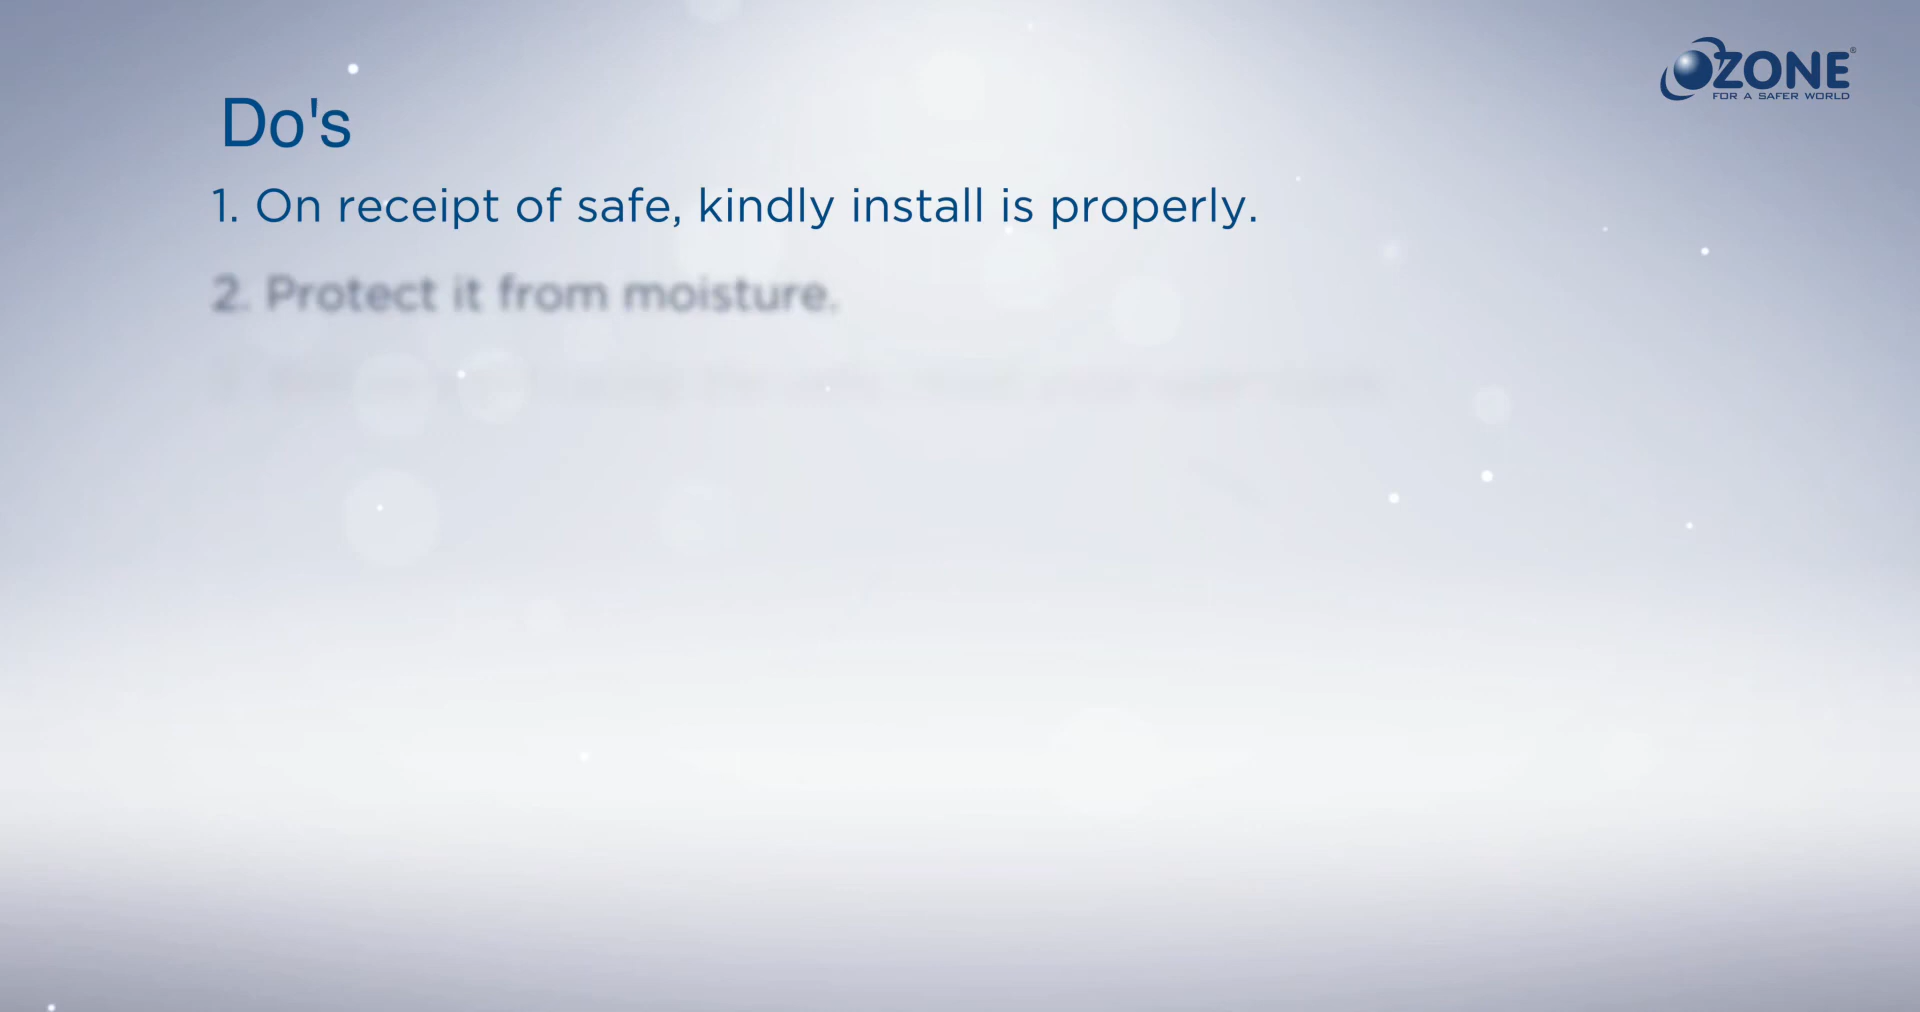 OZONE®
FOR A SAFER WORLD
Do's
1. On receipt of safe, kindly install is properly.
2. Protect it from moisture.